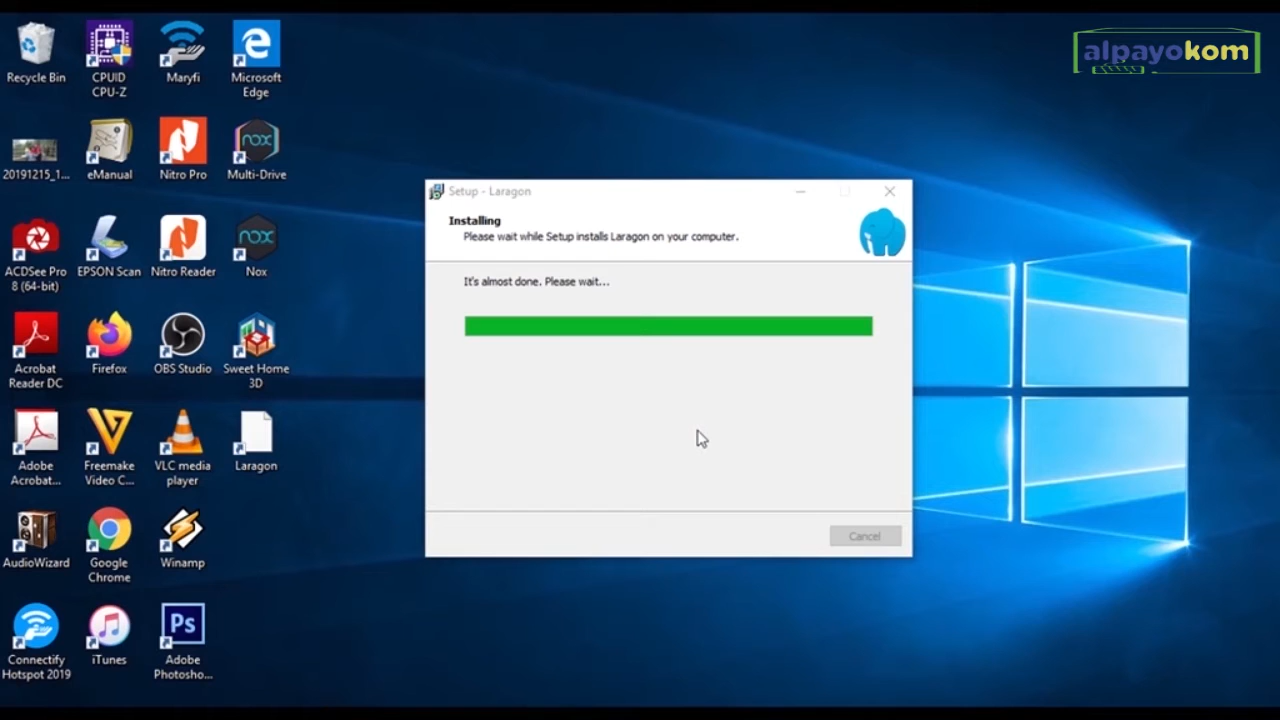 alpayokom
Recycle Bin
CPUID
CPU-Z
Maryfi
Microsoft
Edge
20191215_1...
eManual
Nitro Pro
Multi-Drive
ACDSee Pro
8 (64-bit)
EPSON Scan
Nitro Reader
Nox
Acrobat
Reader DC
Firefox
OBS Studio
Sweet Home
3D
Adobe
Acrobat...
Freemake
Video C...
VLC media
player
Laragon
AudioWizard
Google
Chrome
Winamp
Connectify
Hotspot 2019
iTunes
Ps
Adobe
Photosho...
nox
nox
Setup - Laragon
Installing
Please wait while Setup installs Laragon on your computer.
It's almost done. Please wait...
Cancel